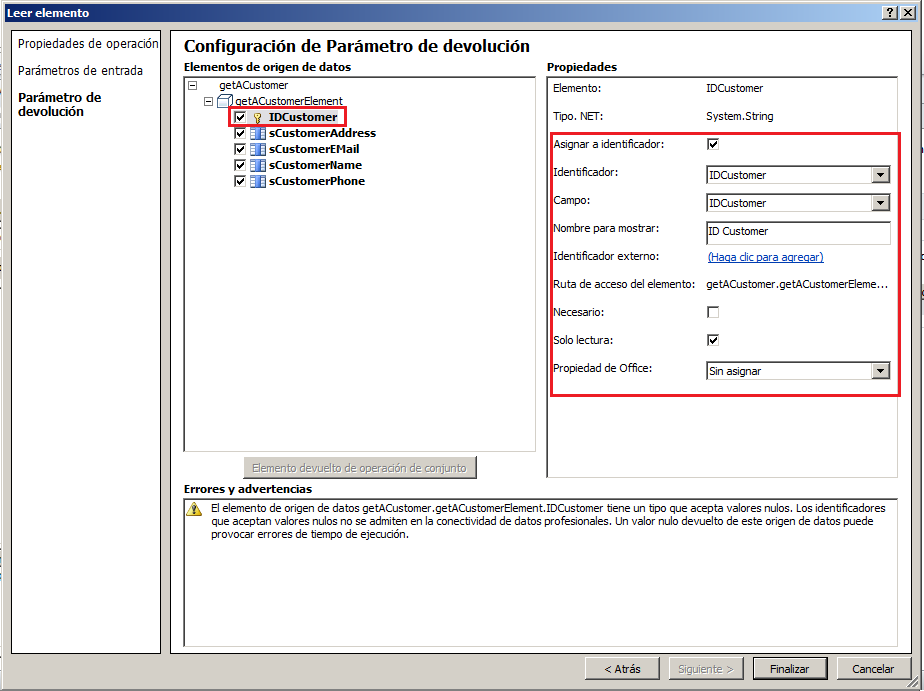 Leer elemento
Propiedades de operación
Parámetros de entrada
Parámetro de
devolución
Configuración de Parámetro de devolución
Elementos de origen de datos
getACustomer
getACustomerElement
IDCustomer
sCustomerAddress
sCustomerEMail
sCustomerName
sCustomerPhone
Elemento devuelto de operación de conjunto
Propiedades
Elemento: IDCustomer
Tipo. NET: System.String
Asignar a identificador:
Identificador: IDCustomer
Campo: IDCustomer
Nombre para mostrar: ID Customer
Identificador externo: (Haga clic para agregar)
Ruta de acceso del elemento: getACustomer.getACustomerEleme...
Necesario:
Solo lectura:
Propiedad de Office: Sin asignar
Errores y advertencias
El elemento de origen de datos getACustomer.getACustomerElement.IDCustomer tiene un tipo que acepta valores nulos. Los identificadores
que aceptan valores nulos no se admiten en la conectividad de datos profesionales. Un valor nulo devuelto de este origen de datos puede
provocar errores de tiempo de ejecución.
< Atrás
Siguiente >
Finalizar
Cancelar